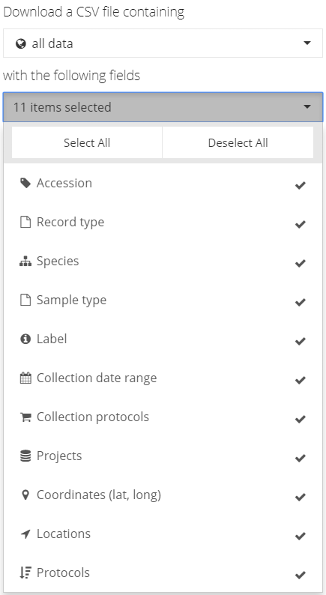 Download a CSV file containing
all data
with the following fields
11 items selected
Select All Deselect All
Accession
Record type
Species
Sample type
Label
Collection date range
Collection protocols
Projects
Coordinates (lat, long)
Locations
Protocols